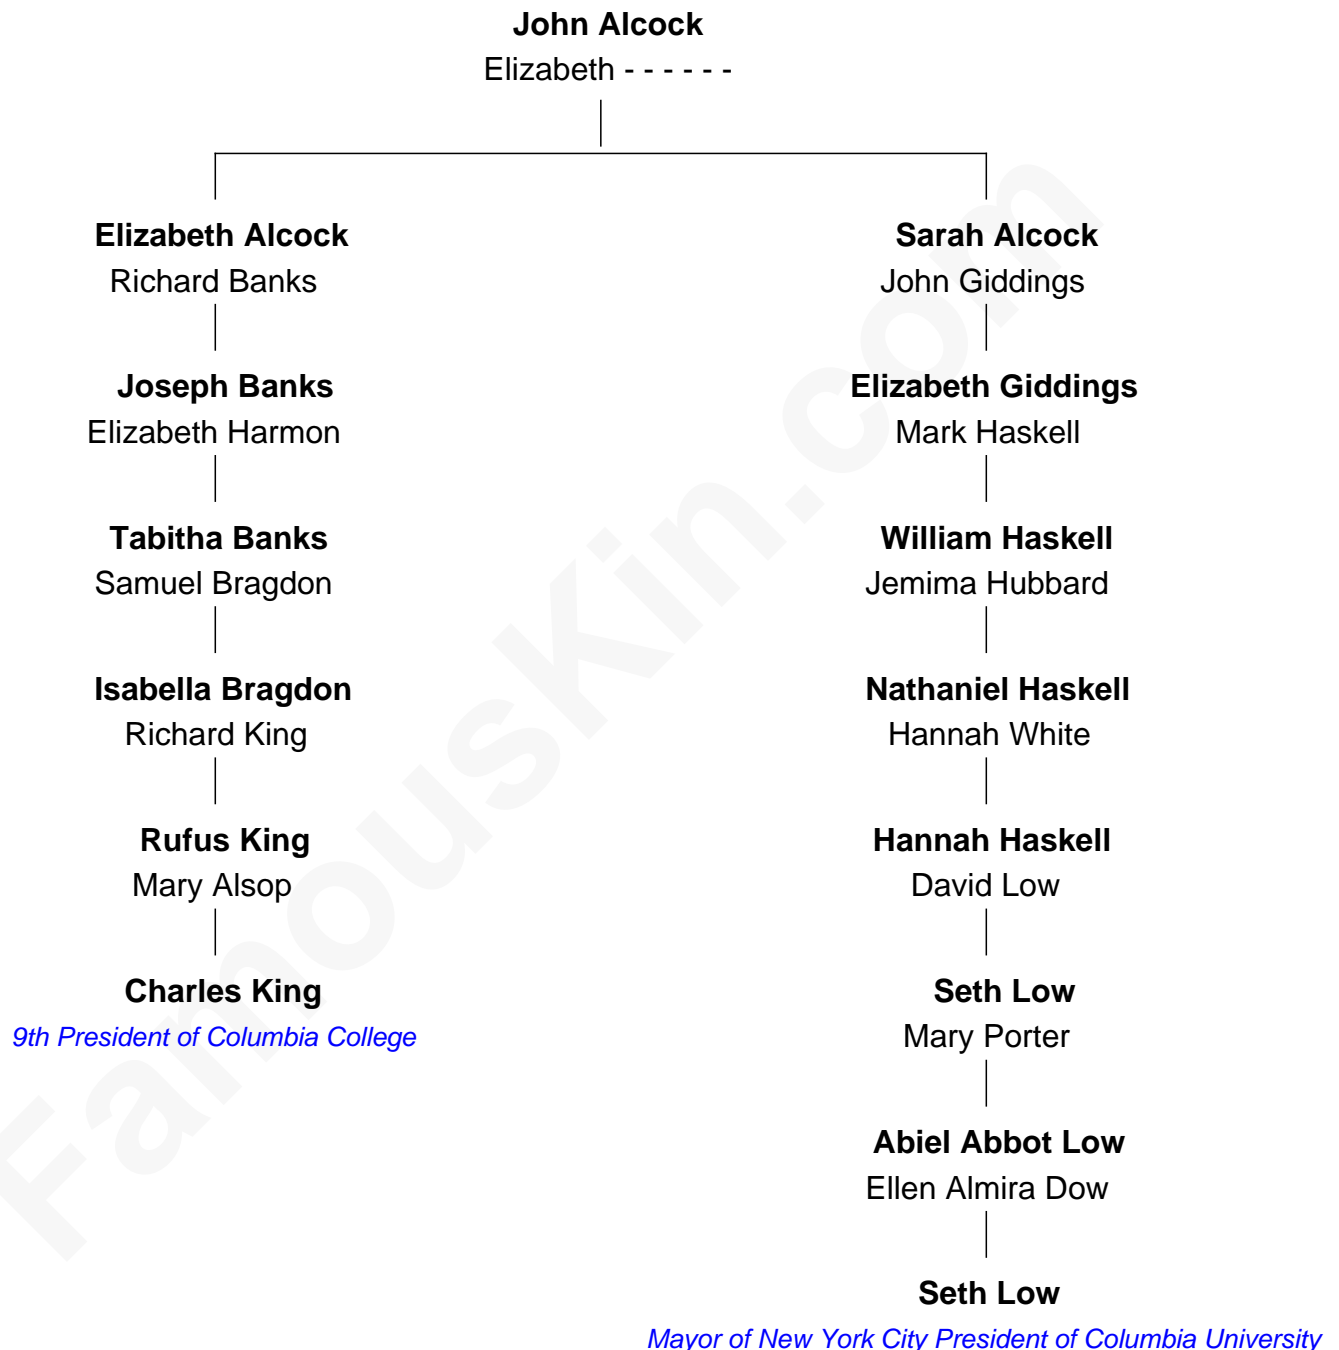 John Alcock
Elizabeth - - - - - -
Elizabeth Alcock
Richard Banks
Sarah Alcock
John Giddings
Joseph Banks
Elizabeth Harmon
Elizabeth Giddings
Mark Haskell
Tabitha Banks
Samuel Bragdon
William Haskell
Jemima Hubbard
Isabella Bragdon
Richard King
Nathaniel Haskell
Hannah White
Rufus King
Mary Alsop
Hannah Haskell
David Low
Charles King
9th President of Columbia College
Seth Low
Mary Porter
Abiel Abbot Low
Ellen Almira Dow
Seth Low
Mayor of New York City President of Columbia University
FamousKin.com